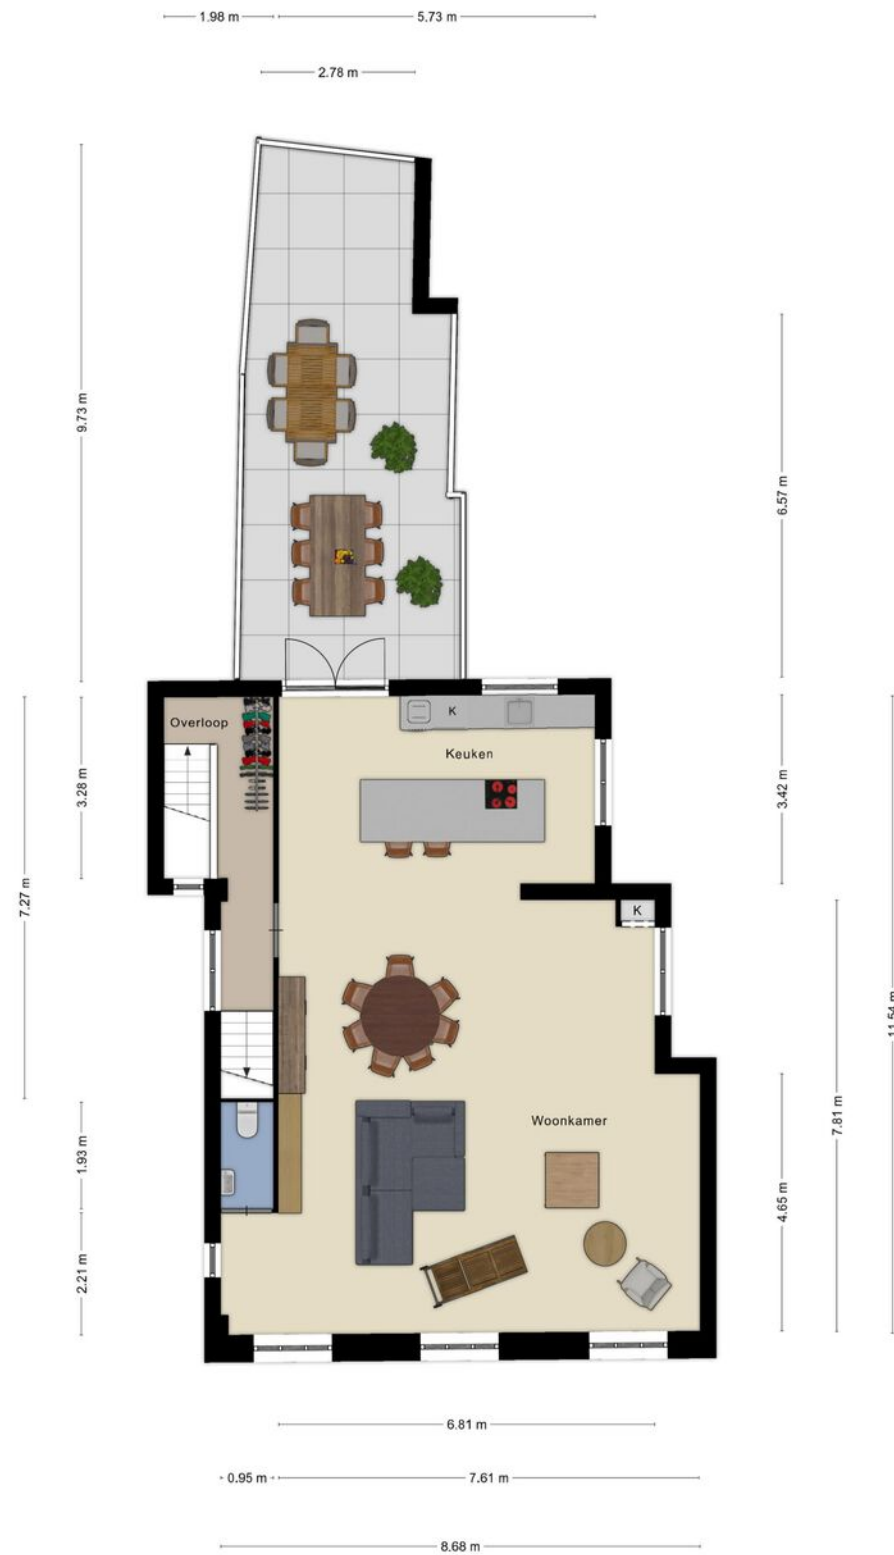 1.98 m
5.73 m
2.78 m
9.73 m
6.57 m
Overloop
K
Keuken
3.28 m
3.42 m
7.27 m
K
11.54 m
7.81 m
Woonkamer
1.93 m
4.65 m
2.21 m
6.81 m
0.95 m
7.61 m
8.68 m